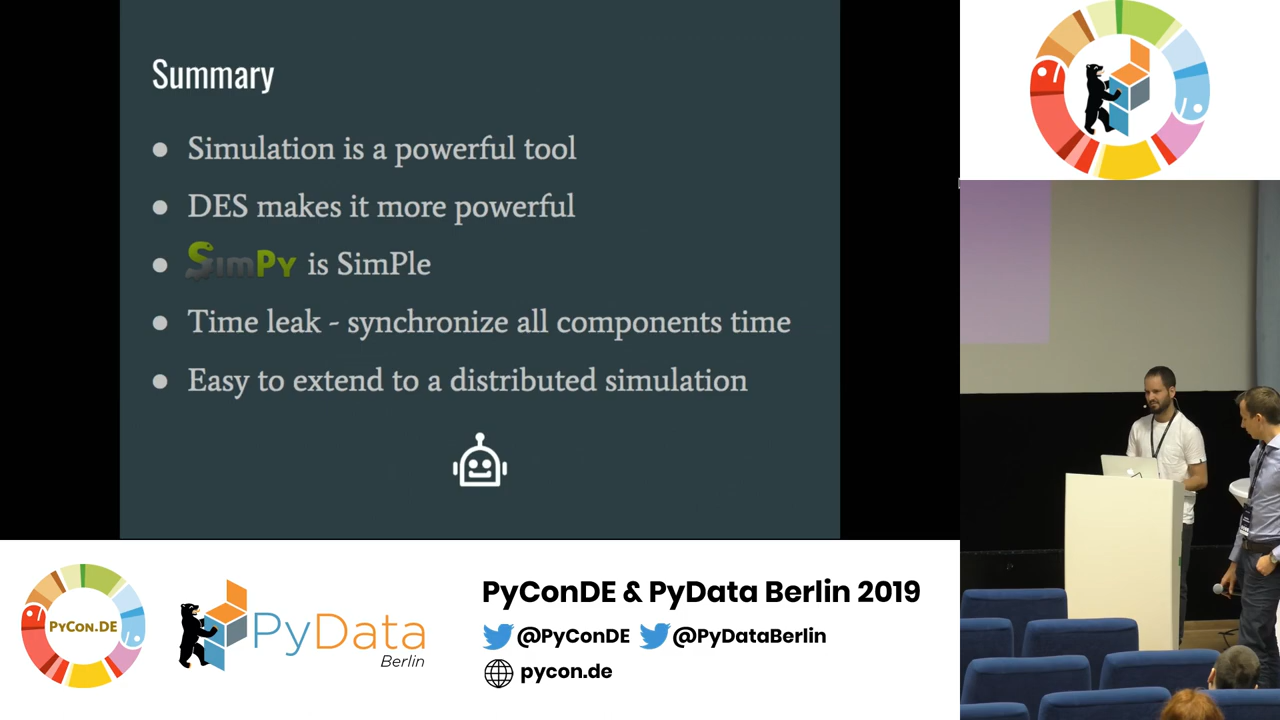 Summary
● Simulation is a powerful tool
● DES makes it more powerful
● SimPy is SimPle
● Time leak - synchronize all components time
● Easy to extend to a distributed simulation
PyCon.DE
PyData
Berlin
PyConDE & PyData Berlin 2019
@PyConDE @PyDataBerlin
pycon.de